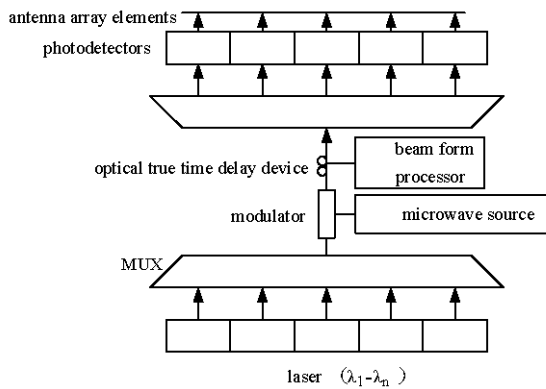 antenna array elements
photodetectors
optical true time delay device
beam form
processor
modulator
microwave source
MUX
laser (λ1-λn)